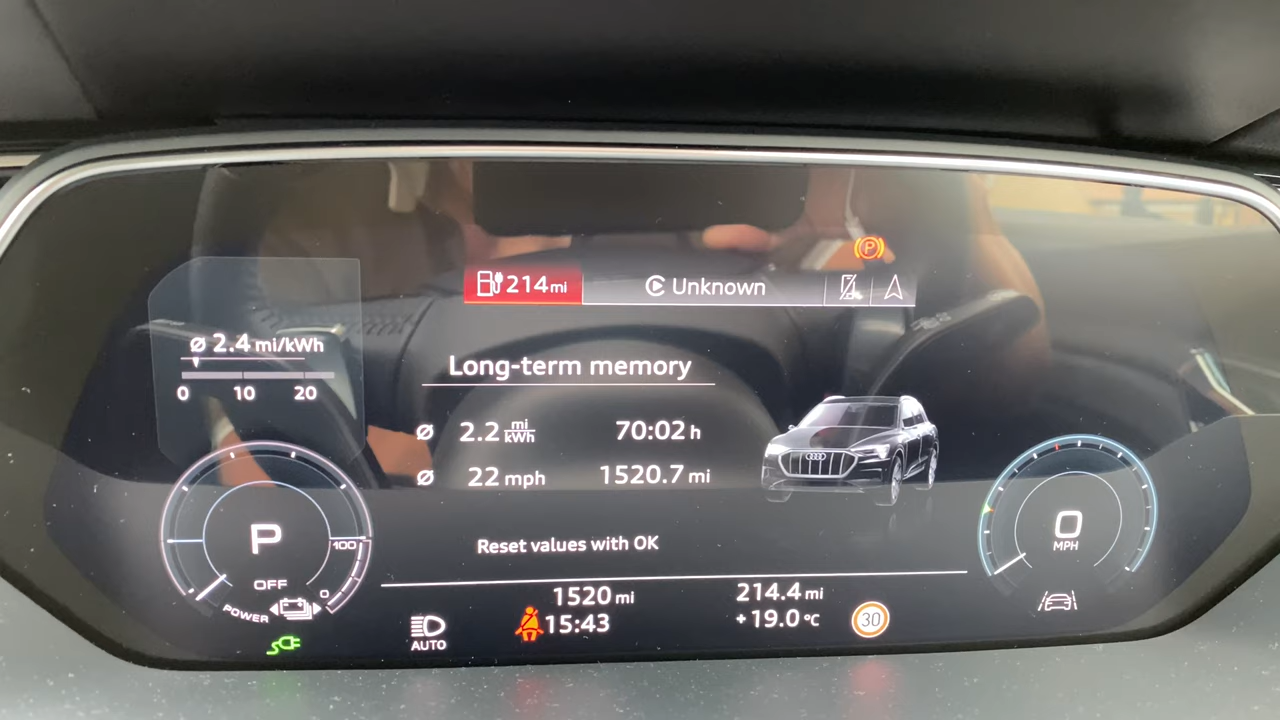 P
214 mi
Unknown
ø 2.4 mi/kWh
0 10 20
Long-term memory
ø 2.2 mi/kWh 70:02 h
ø 22 mph 1520.7 mi
Reset values with OK
P
OFF
100
0
POWER
0
MPH
1520 mi 214.4 mi
AUTO
15:43 +19.0 °C
30